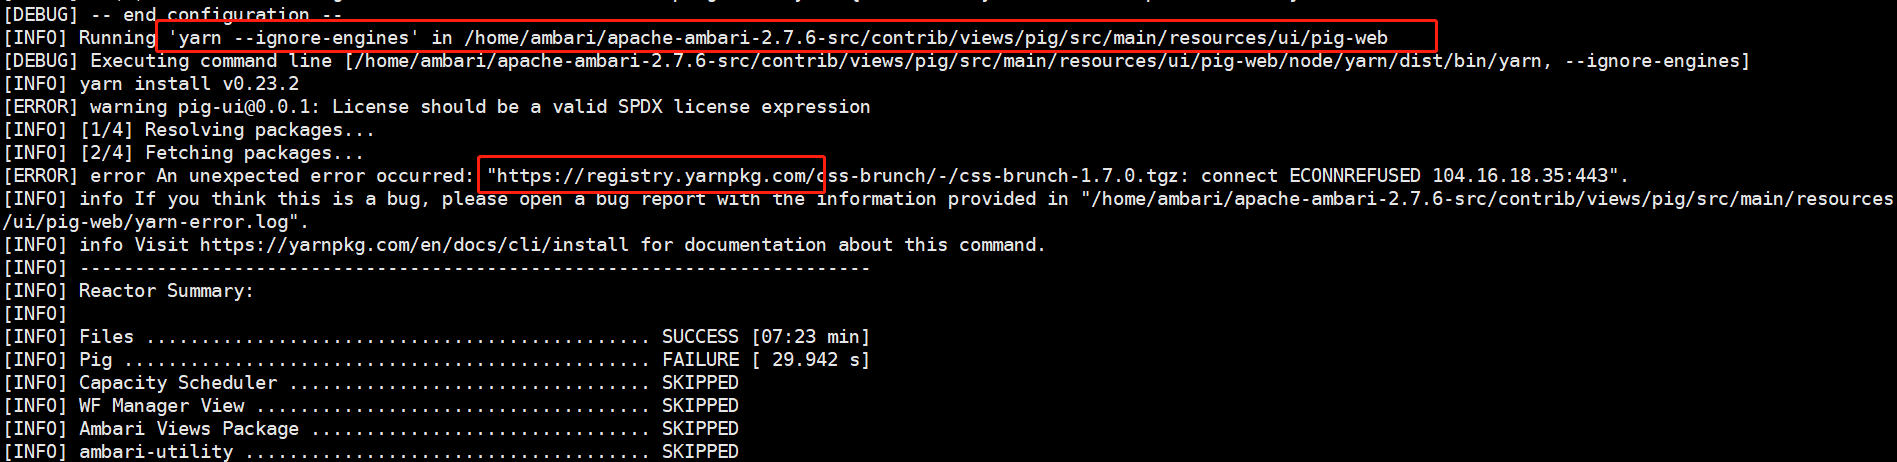 [DEBUG] -- end configuration --
[INFO] Running 'yarn --ignore-engines' in /home/ambari/apache-ambari-2.7.6-src/contrib/views/pig/src/main/resources/ui/pig-web
[DEBUG] Executing command line [/home/ambari/apache-ambari-2.7.6-src/contrib/views/pig/src/main/resources/ui/pig-web/node/yarn/dist/bin/yarn, --ignore-engines]
[INFO] yarn install v0.23.2
[ERROR] warning pig-ui@0.0.1: License should be a valid SPDX license expression
[INFO] [1/4] Resolving packages...
[INFO] [2/4] Fetching packages...
[ERROR] error An unexpected error occurred: "https://registry.yarnpkg.com/css-brunch/-/css-brunch-1.7.0.tgz: connect ECONNREFUSED 104.16.18.35:443".
[INFO] info If you think this is a bug, please open a bug report with the information provided in "/home/ambari/apache-ambari-2.7.6-src/contrib/views/pig/src/main/resources
/ui/pig-web/yarn-error.log".
[INFO] info Visit https://yarnpkg.com/en/docs/cli/install for documentation about this command.
[INFO] ------------------------------------------------------------------------
[INFO] Reactor Summary:
[INFO]
[INFO] Files .............................................. SUCCESS [07:23 min]
[INFO] Pig ................................................ FAILURE [ 29.942 s]
[INFO] Capacity Scheduler ................................. SKIPPED
[INFO] WF Manager View .................................... SKIPPED
[INFO] Ambari Views Package ............................... SKIPPED
[INFO] ambari-utility ..................................... SKIPPED